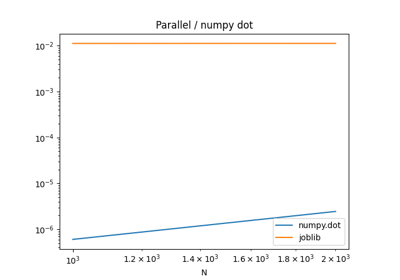 Parallel / numpy dot
10⁻²
10⁻³
10⁻⁴
10⁻⁵
10⁻⁶
numpy.dot
joblib
10³
1.2 × 10³
1.4 × 10³
1.6 × 10³
1.8 × 10³
2 × 10³
N